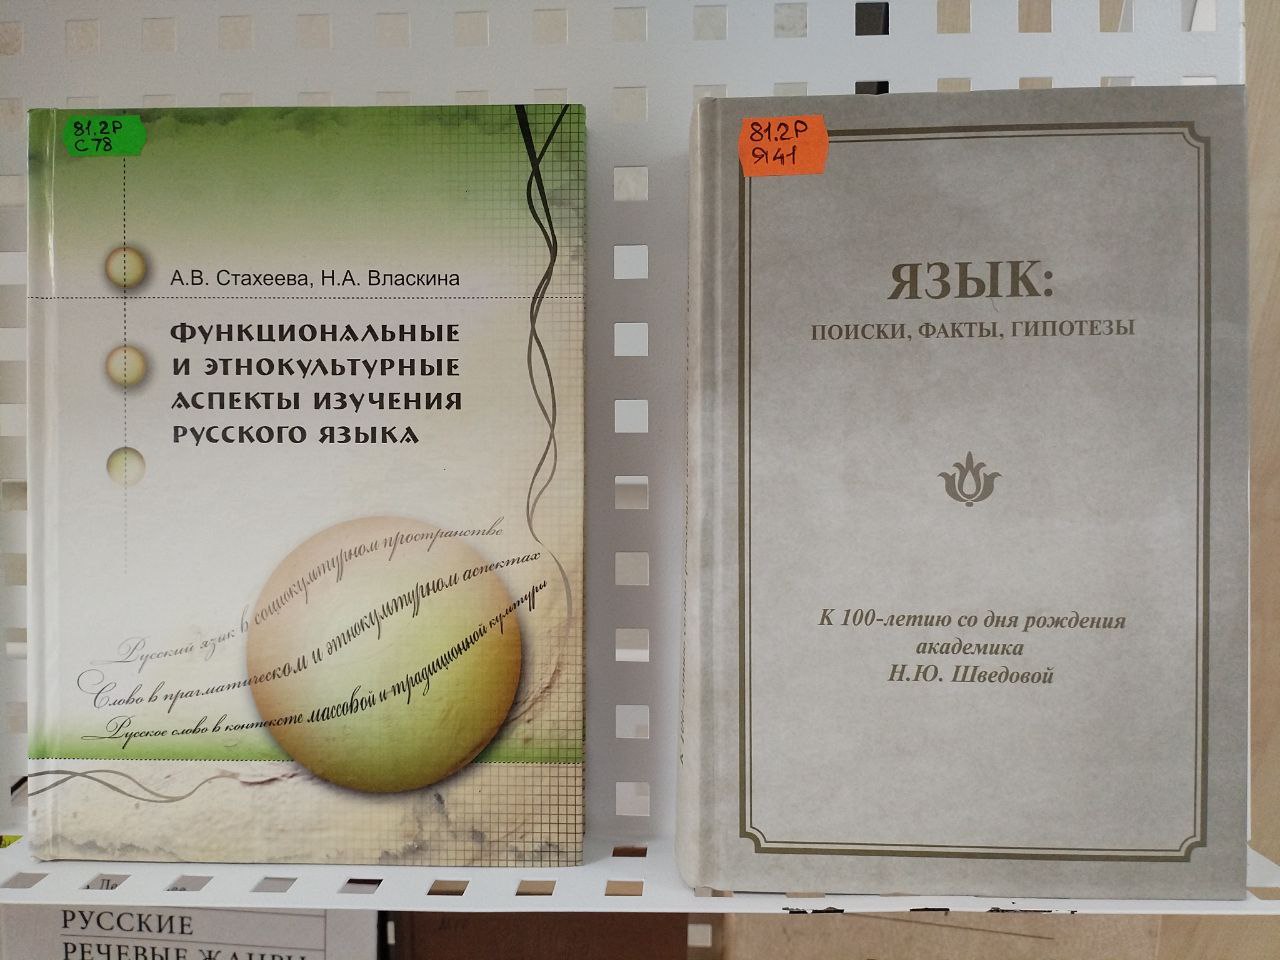 81.2Р
С78
А.В. Стахеева, Н.А. Власкина
ФУНКЦИОНАЛЬНЫЕ
И ЭТНОКУЛЬТУРНЫЕ
АСПЕКТЫ ИЗУЧЕНИЯ
РУССКОГО ЯЗЫКА
Русский язык в социокультурном пространстве
Слово в прагматическом и этнокультурном аспектах
Русское слово в контексте массовой и традиционной культуры
81.2Р
Я41
ЯЗЫК:
ПОИСКИ, ФАКТЫ, ГИПОТЕЗЫ
К 100-летию со дня рождения
академика
Н.Ю. Шведовой
РУССКИЕ
РЕЧЕВЫЕ ЖАНРЫ